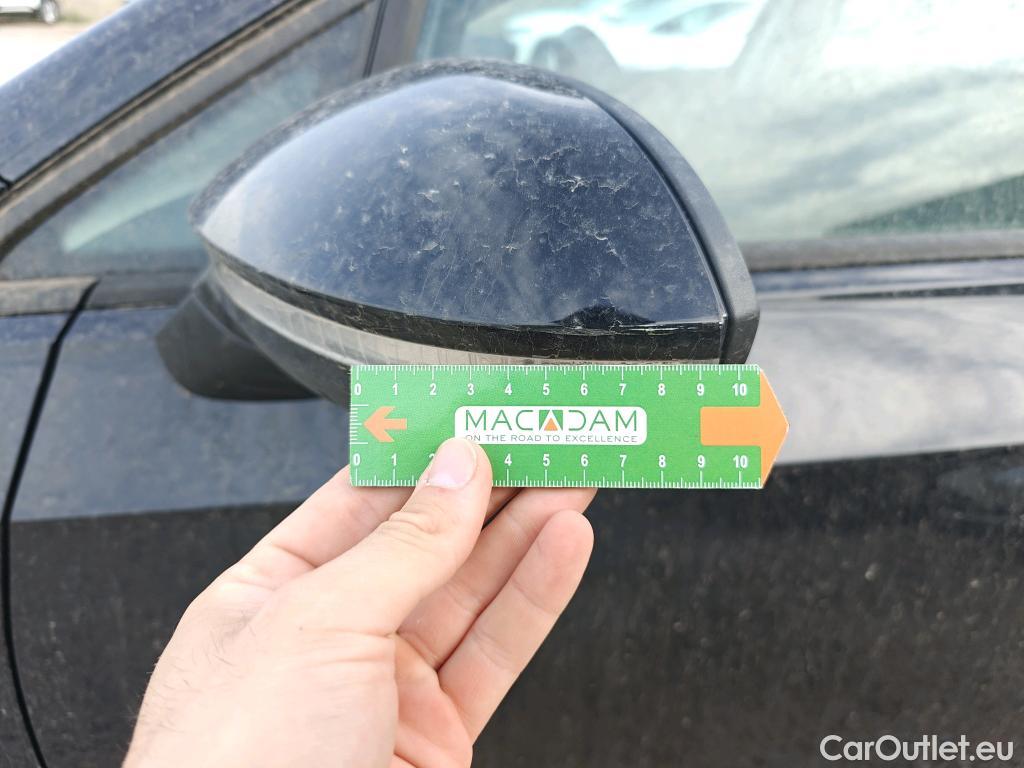 0 1 2 3 4 5 6 7 8 9 10
MACADAM
ON THE ROAD TO EXCELLENCE
0 1 2 4 5 6 7 8 9 10
CarOutlet.eu